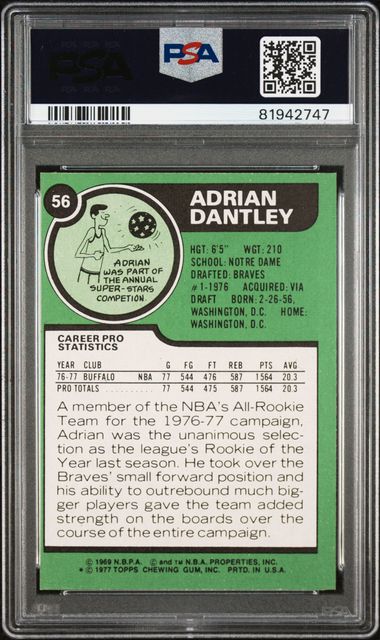 PSA
PSA
81942747
56
ADRIAN
DANTLEY
ADRIAN
WAS PART OF
THE ANNUAL
SUPER-STARS
COMPETION.
HGT: 6'5" WGT: 210
SCHOOL: NOTRE DAME
DRAFTED: BRAVES
#1-1976 ACQUIRED: VIA
DRAFT BORN: 2-26-56,
WASHINGTON, D.C. HOME:
WASHINGTON, D.C.
CAREER PRO
STATISTICS
YEAR CLUB G FG FT REB PTS AVG
76-77 BUFFALO NBA 77 544 476 587 1564 20.3
PRO TOTALS 77 544 475 587 1564 20.3
A member of the NBA's All-Rookie
Team for the 1976-77 campaign,
Adrian was the unanimous selec-
tion as the league's Rookie of the
Year last season. He took over the
Braves' small forward position and
his ability to outrebound much big-
ger players gave the team added
strength on the boards over the
course of the entire campaign.
© 1969 N.B.P.A. © and ™ N.B.A. PROPERTIES, INC.
* © 1977 TOPPS CHEWING GUM, INC. PRTD. IN U.S.A.